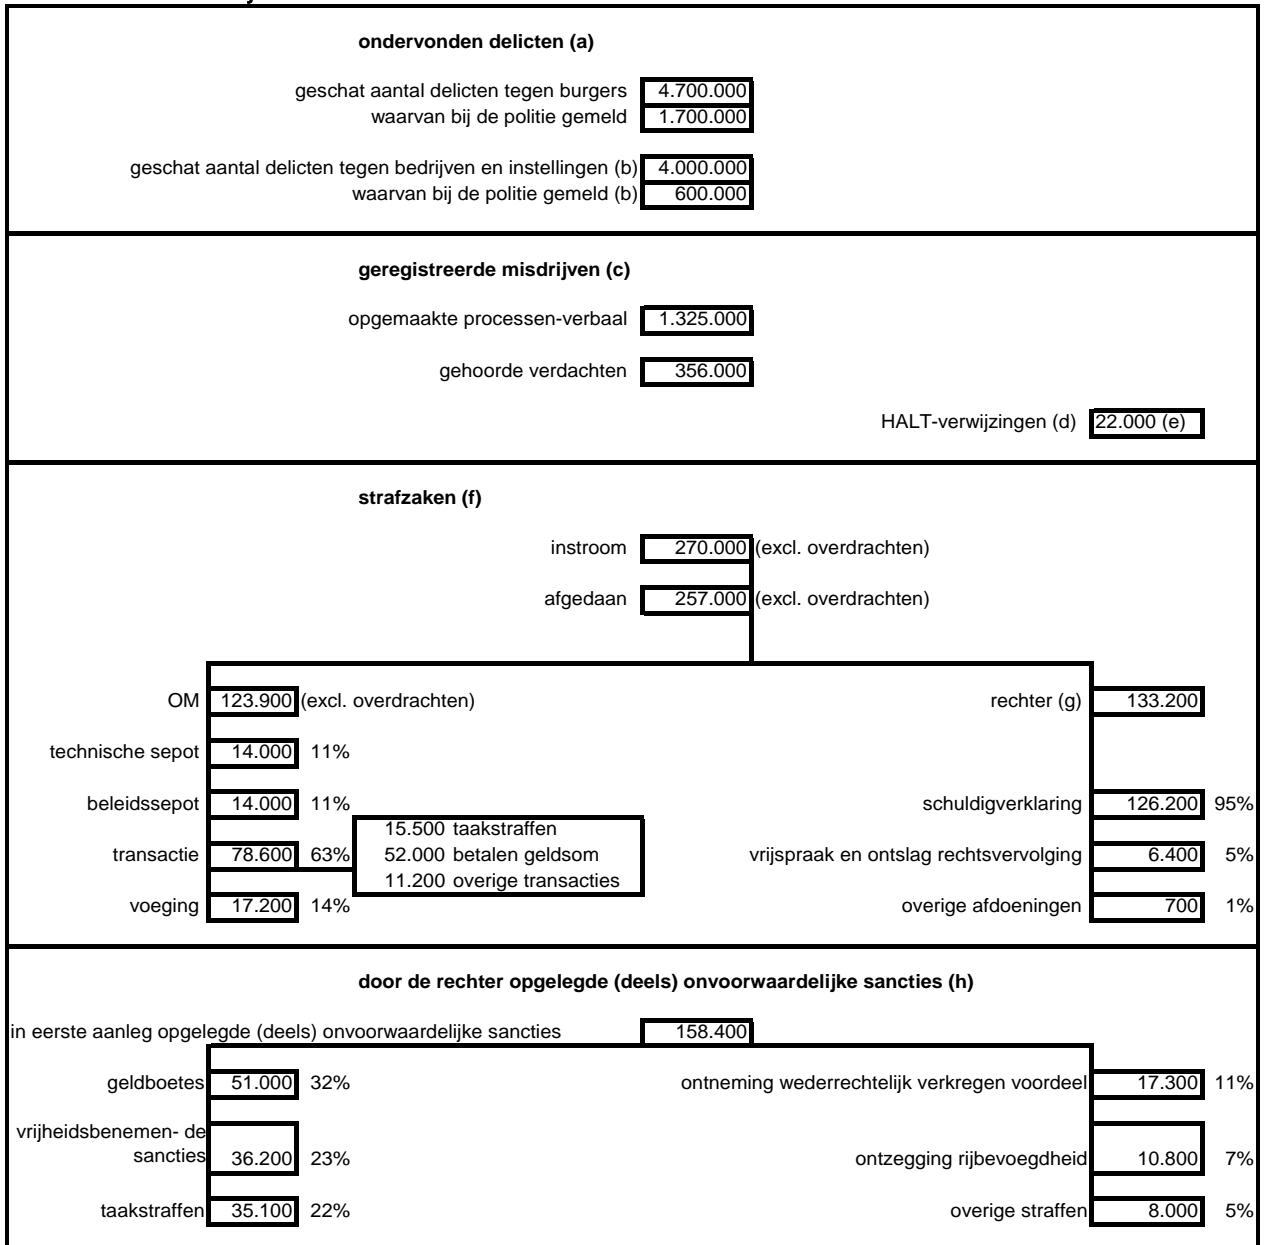 ondervonden delicten (a)
geschat aantal delicten tegen burgers 4.700.000
waarvan bij de politie gemeld 1.700.000
geschat aantal delicten tegen bedrijven en instellingen (b) 4.000.000
waarvan bij de politie gemeld (b) 600.000
geregistreerde misdrijven (c)
opgemaakte processen-verbaal 1.325.000
gehoorde verdachten 356.000
HALT-verwijzingen (d) 22.000 (e)
strafzaken (f)
instroom 270.000 (excl. overdrachten)
afgedaan 257.000 (excl. overdrachten)
OM 123.900 (excl. overdrachten) rechter (g) 133.200
technische sepot 14.000 11%
beleidssepot 14.000 11% schuldigverklaring 126.200 95%
15.500 taakstraffen
transactie 78.600 63% 52.000 betalen geldsom vrijspraak en ontslag rechtsvervolging 6.400 5%
11.200 overige transacties
voeging 17.200 14% overige afdoeningen 700 1%
door de rechter opgelegde (deels) onvoorwaardelijke sancties (h)
in eerste aanleg opgelegde (deels) onvoorwaardelijke sancties 158.400
geldboetes 51.000 32% ontneming wederrechtelijk verkregen voordeel 17.300 11%
vrijheidsbenemen- de
sancties 36.200 23% ontzegging rijbevoegdheid 10.800 7%
taakstraffen 35.100 22% overige straffen 8.000 5%